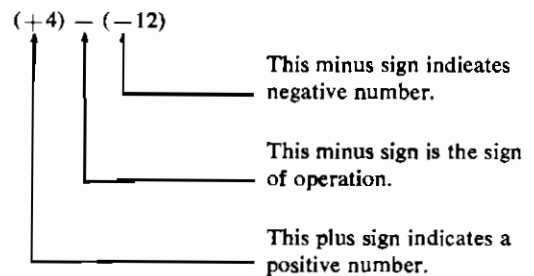 (+4) − (−12)
This minus sign indieates
negative number.
This minus sign is the sign
of operation.
This plus sign indicates a
positive number.